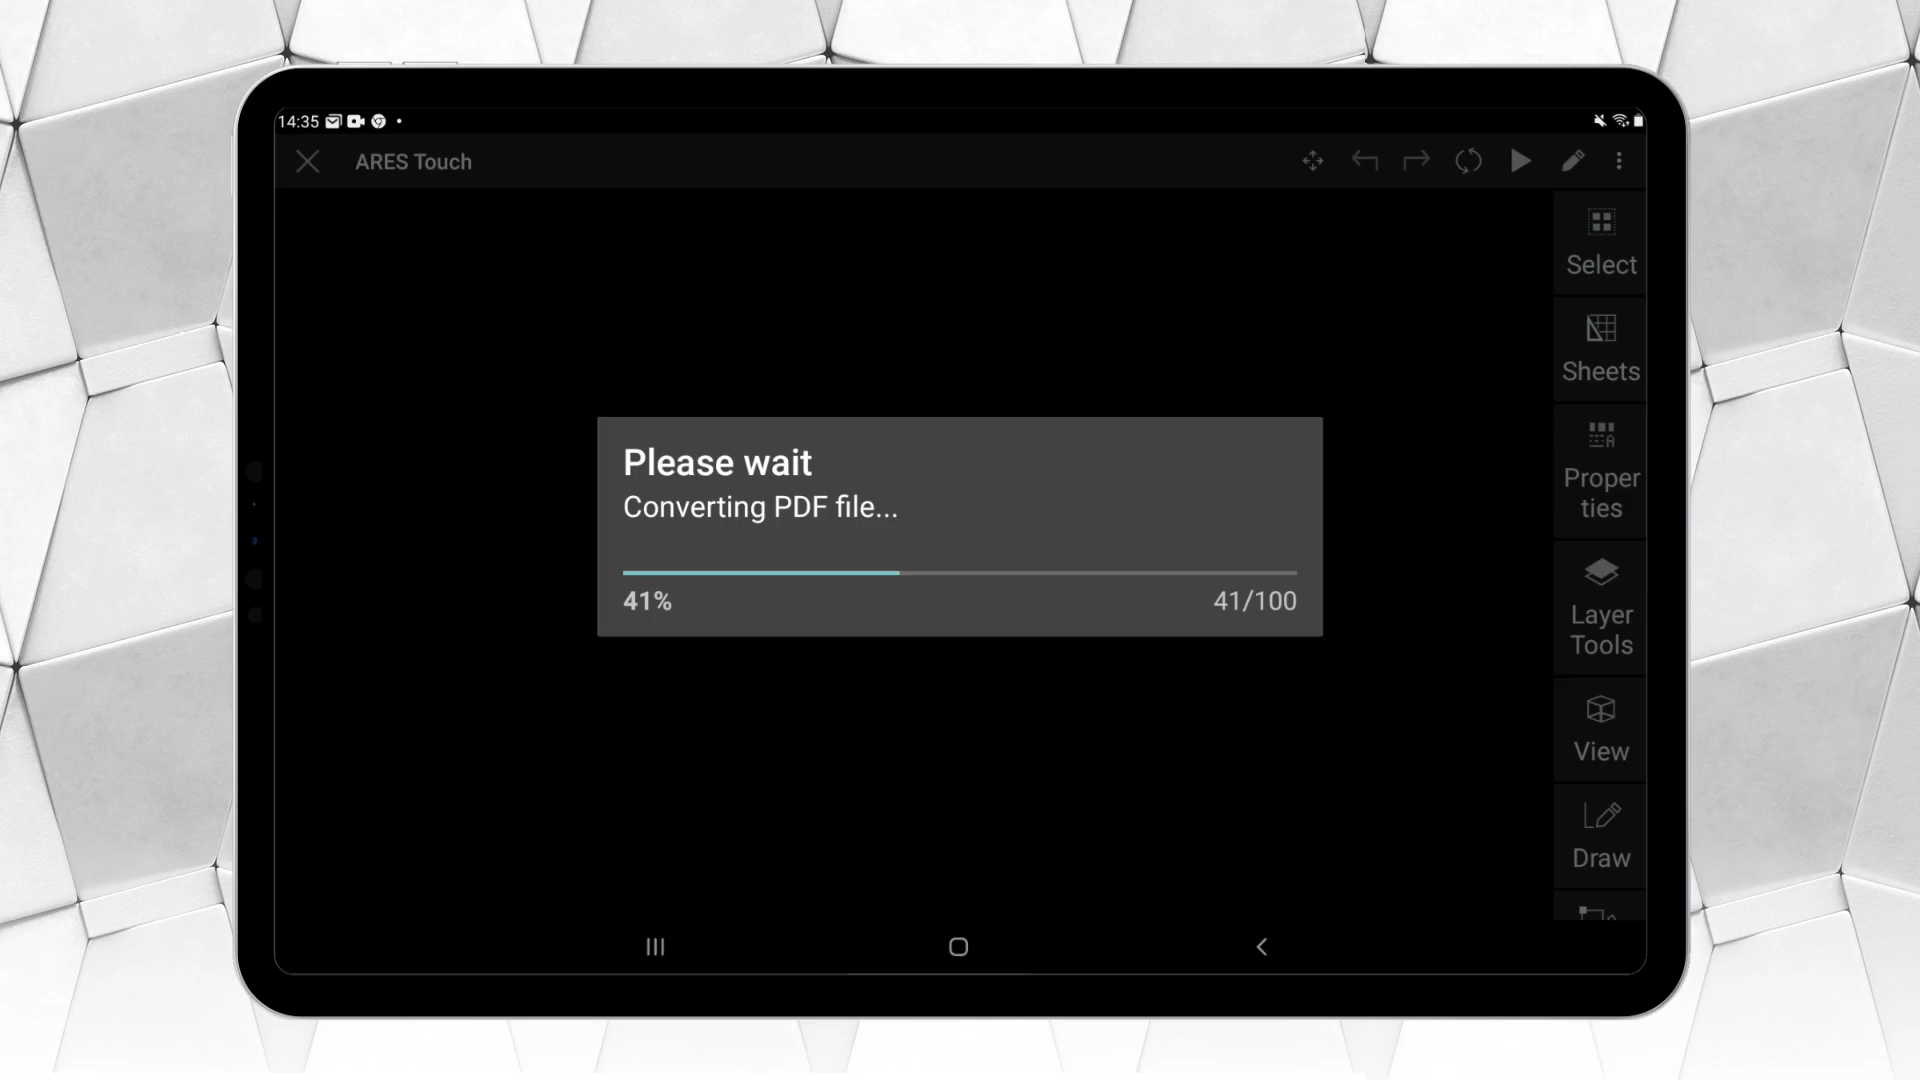 14:35
ARES Touch
Select
Sheets
Proper
ties
Layer
Tools
View
Draw
Please wait
Converting PDF file...
41%
41/100